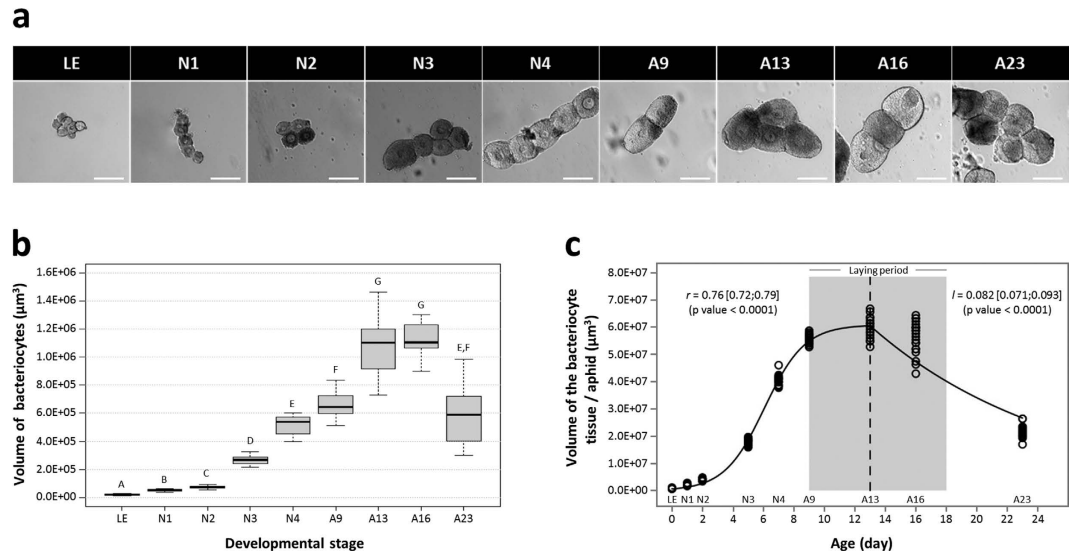 a
LE N1 N2 N3 N4 A9 A13 A16 A23
b
Volume of bacteriocytes (µm³)
1.6E+06
1.4E+06
1.2E+06
1.0E+06
8.0E+05
6.0E+05
4.0E+05
2.0E+05
0.0E+00
A B C D E F G G E,F
LE N1 N2 N3 N4 A9 A13 A16 A23
Developmental stage
c
Laying period
Volume of the bacteriocyte
tissue / aphid (µm³)
8.0E+07
7.0E+07
6.0E+07
5.0E+07
4.0E+07
3.0E+07
2.0E+07
1.0E+07
0.0E+00
r = 0.76 [0.72;0.79]
(p value < 0.0001)
l = 0.082 [0.071;0.093]
(p value < 0.0001)
LE N1 N2 N3 N4 A9 A13 A16 A23
0 2 4 6 8 10 12 14 16 18 20 22 24
Age (day)